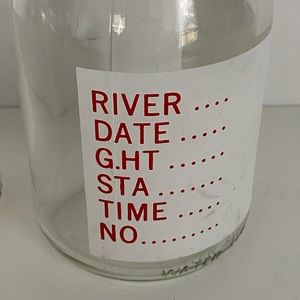 RIVER ....
DATE .....
G.HT ......
STA .......
TIME .....
NO.........